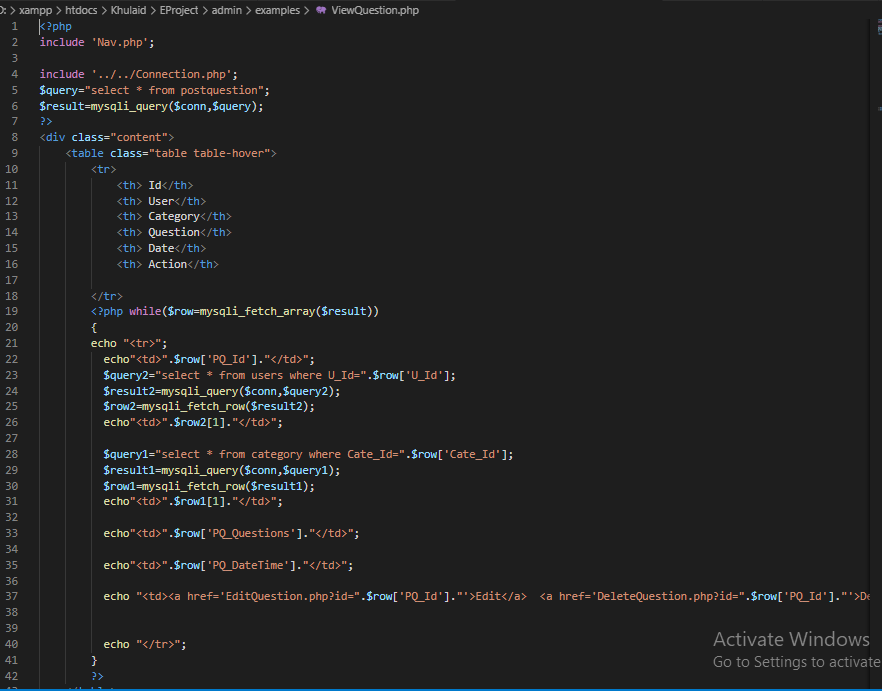 xampp > htdocs > Khulaid > EProject > admin > examples > ViewQuestion.php
1 <?php
2 include 'Nav.php';
3
4 include '../../Connection.php';
5 $query="select * from postquestion";
6 $result=mysqli_query($conn,$query);
7 ?>
8 <div class="content">
9 <table class="table table-hover">
10 <tr>
11 <th> Id</th>
12 <th> User</th>
13 <th> Category</th>
14 <th> Question</th>
15 <th> Date</th>
16 <th> Action</th>
17
18 </tr>
19 <?php while($row=mysqli_fetch_array($result))
20 {
21 echo "<tr>";
22 echo"<td>".$row['PQ_Id']."</td>";
23 $query2="select * from users where U_Id=".$row['U_Id'];
24 $result2=mysqli_query($conn,$query2);
25 $row2=mysqli_fetch_row($result2);
26 echo"<td>".$row2[1]."</td>";
27
28 $query1="select * from category where Cate_Id=".$row['Cate_Id'];
29 $result1=mysqli_query($conn,$query1);
30 $row1=mysqli_fetch_row($result1);
31 echo"<td>".$row1[1]."</td>";
32
33 echo"<td>".$row['PQ_Questions']."</td>";
34
35 echo"<td>".$row['PQ_DateTime']."</td>";
36
37 echo "<td><a href='EditQuestion.php?id=".$row['PQ_Id']."'>Edit</a> <a href='DeleteQuestion.php?id=".$row['PQ_Id']."'>De
38
39
40 echo "</tr>";
41 }
42 ?>
Activate Windows
Go to Settings to activate